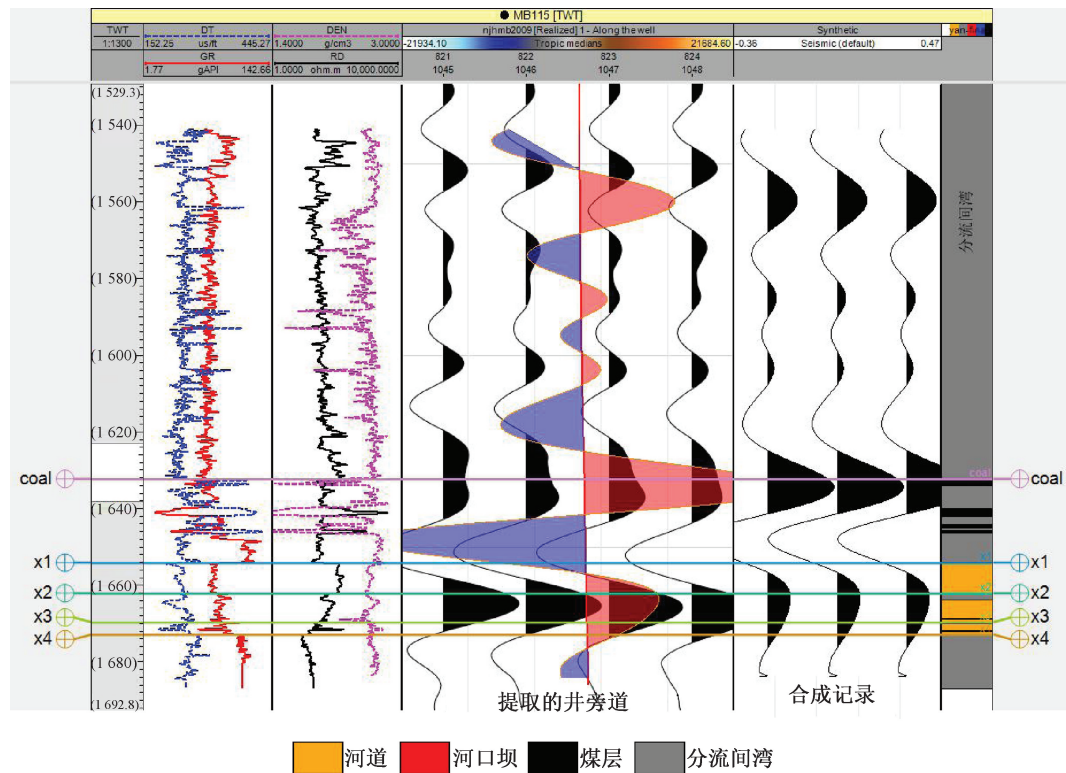 MB115 [TWT]
TWT DT DEN njhmb2009 [Realized] 1 - Along the well Synthetic
1:1300 152.25 us/ft 445.27 1.4000 g/cm3 3.0000 -21934.10 Tropic medians 21684.60 -0.36 Seismic (default) 0.47
GR RD 821 822 823 824
1.77 gAPI 142.66 1.0000 ohm.m 10,000.0000 1045 1046 1047 1048
(1 529.3)
(1 540)
(1 560)
(1 580)
(1 600)
(1 620)
coal coal coal
(1 640)
x1 x1 x1
(1 660)
x2 x2 x2
x3 x3
x4 x4
(1 680)
(1 692.8)
分流间湾
提取的井旁道 合成记录
河道 河口坝 煤层 分流间湾